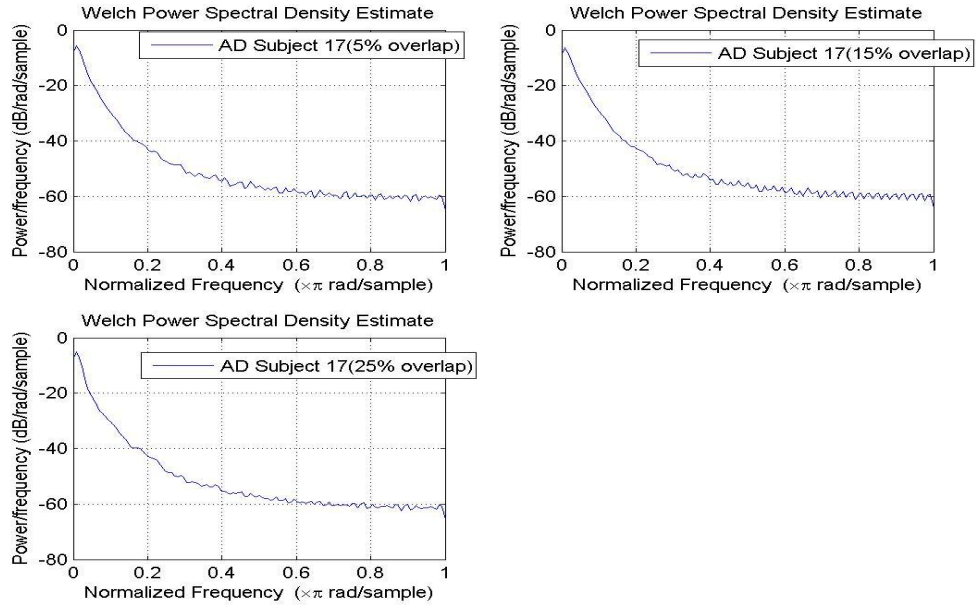 Welch Power Spectral Density Estimate
AD Subject 17(5% overlap)
Power/frequency (dB/rad/sample)
0
-20
-40
-60
-80
0 0.2 0.4 0.6 0.8 1
Normalized Frequency (×π rad/sample)
Welch Power Spectral Density Estimate
AD Subject 17(15% overlap)
Power/frequency (dB/rad/sample)
0
-20
-40
-60
-80
0 0.2 0.4 0.6 0.8 1
Normalized Frequency (×π rad/sample)
Welch Power Spectral Density Estimate
AD Subject 17(25% overlap)
Power/frequency (dB/rad/sample)
0
-20
-40
-60
-80
0 0.2 0.4 0.6 0.8 1
Normalized Frequency (×π rad/sample)